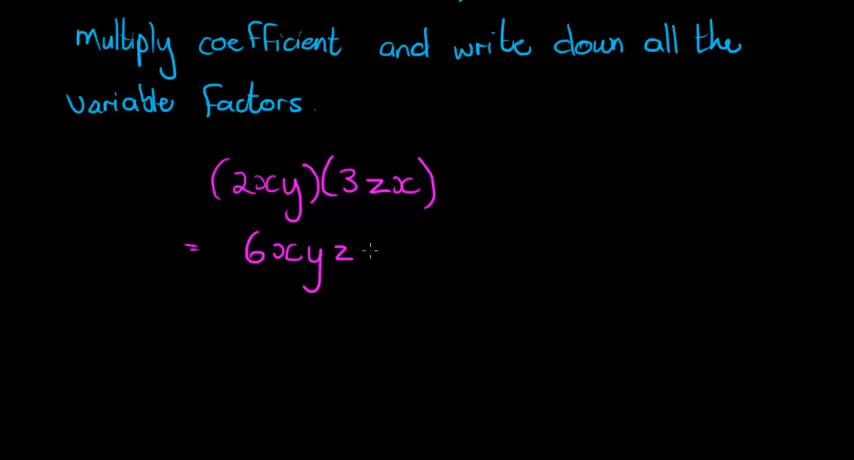 multiply coefficient and write down all the
variable factors.
(2xy)(3zx)
= 6xyz